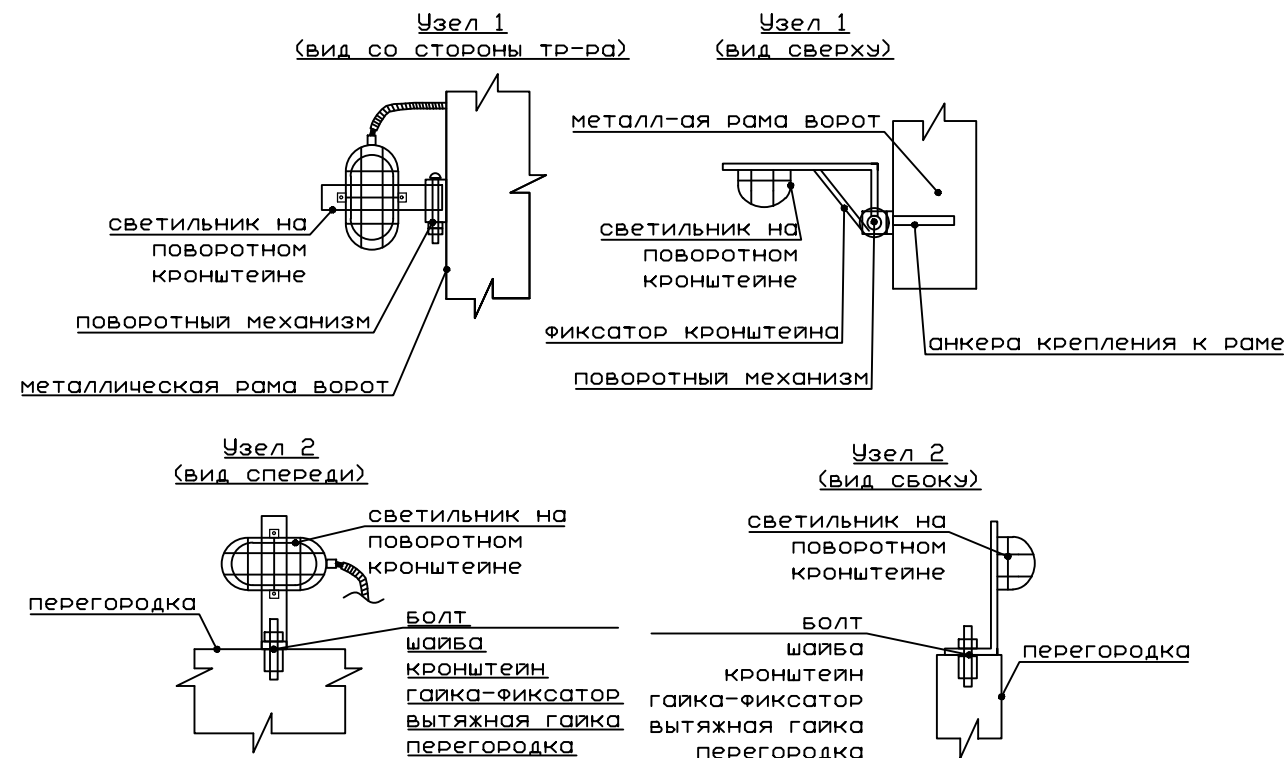 Узел 1
(вид со стороны тр-ра)
светильник на
поворотном
кронштейне
поворотный механизм
металлическая рама ворот
Узел 1
(вид сверху)
металл-ая рама ворот
светильник на
поворотном
кронштейне
фиксатор кронштейна
поворотный механизм
анкера крепления к раме
Узел 2
(вид спереди)
светильник на
поворотном
кронштейне
перегородка
болт
шайба
кронштейн
гайка-фиксатор
вытяжная гайка
перегородка
Узел 2
(вид сбоку)
светильник на
поворотном
кронштейне
болт
шайба
кронштейн
гайка-фиксатор
вытяжная гайка
перегородка
перегородка